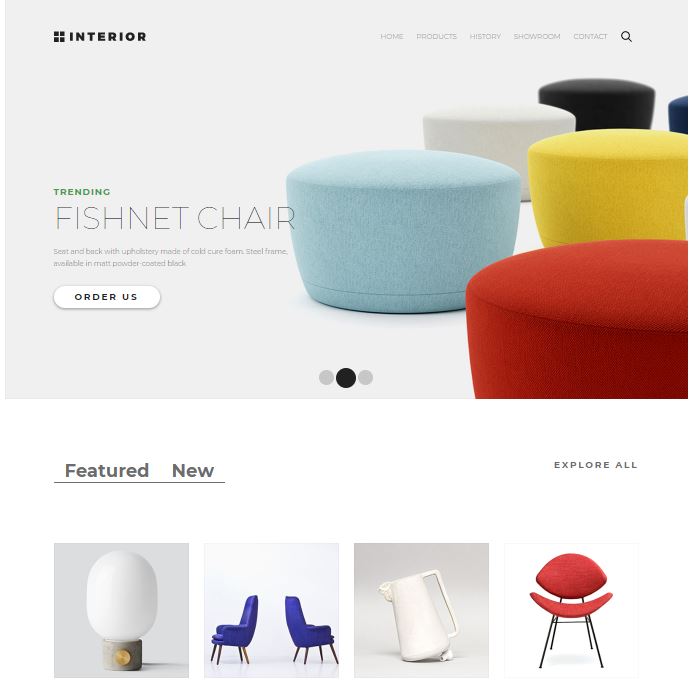 INTERIOR
HOME PRODUCTS HISTORY SHOWROOM CONTACT
TRENDING
FISHNET CHAIR
Seat and back with upholstery made of cold cure foam. Steel frame,
available in matt powder-coated black
ORDER US
Featured New
EXPLORE ALL